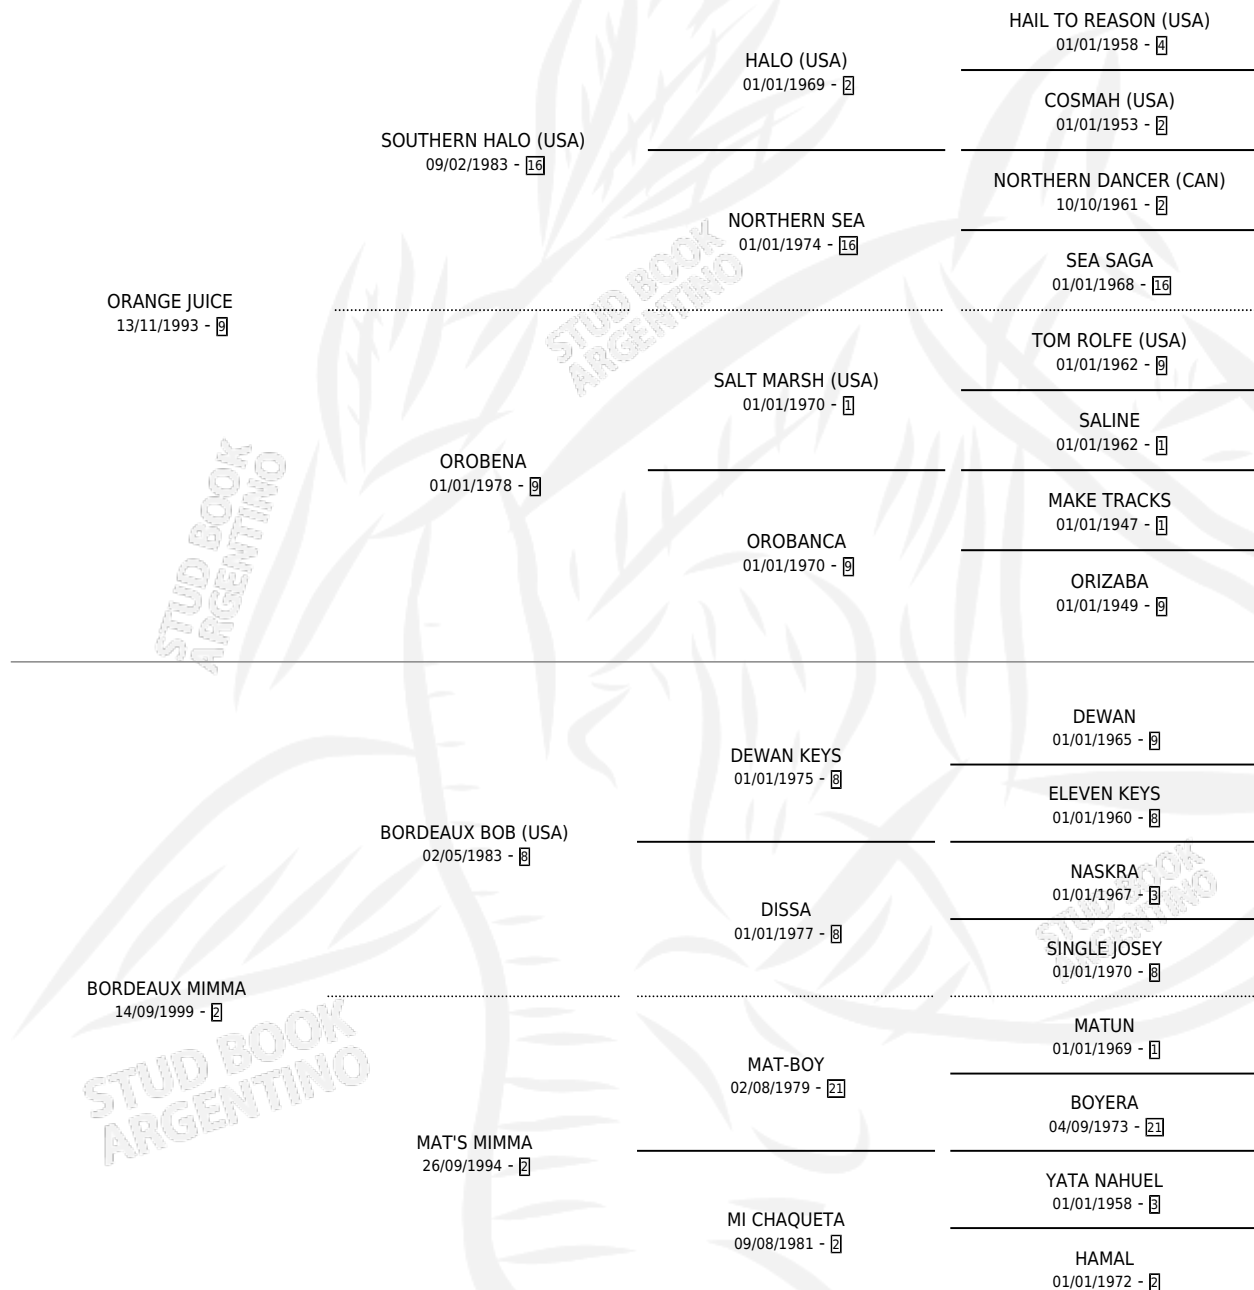 HAIL TO REASON (USA)
01/01/1958 - 4
HALO (USA)
01/01/1969 - 2
COSMAH (USA)
01/01/1953 - 2
SOUTHERN HALO (USA)
09/02/1983 - 16
NORTHERN DANCER (CAN)
10/10/1961 - 2
NORTHERN SEA
01/01/1974 - 16
SEA SAGA
01/01/1968 - 16
ORANGE JUICE
13/11/1993 - 9
TOM ROLFE (USA)
01/01/1962 - 9
SALT MARSH (USA)
01/01/1970 - 1
SALINE
01/01/1962 - 1
OROBENA
01/01/1978 - 9
MAKE TRACKS
01/01/1947 - 1
OROBANCA
01/01/1970 - 9
ORIZABA
01/01/1949 - 9
DEWAN
01/01/1965 - 9
DEWAN KEYS
01/01/1975 - 8
ELEVEN KEYS
01/01/1960 - 8
BORDEAUX BOB (USA)
02/05/1983 - 8
NASKRA
01/01/1967 - 3
DISSA
01/01/1977 - 8
SINGLE JOSEY
01/01/1970 - 8
BORDEAUX MIMMA
14/09/1999 - 2
MATUN
01/01/1969 - 1
MAT-BOY
02/08/1979 - 21
BOYERA
04/09/1973 - 21
MAT'S MIMMA
26/09/1994 - 2
YATA NAHUEL
01/01/1958 - 3
MI CHAQUETA
09/08/1981 - 2
HAMAL
01/01/1972 - 2
STUD BOOK
ARGENTINO
STUD BOOK
ARGENTINO
STUD BOOK
ARGENTINO
STUD BOOK
ARGENTINO